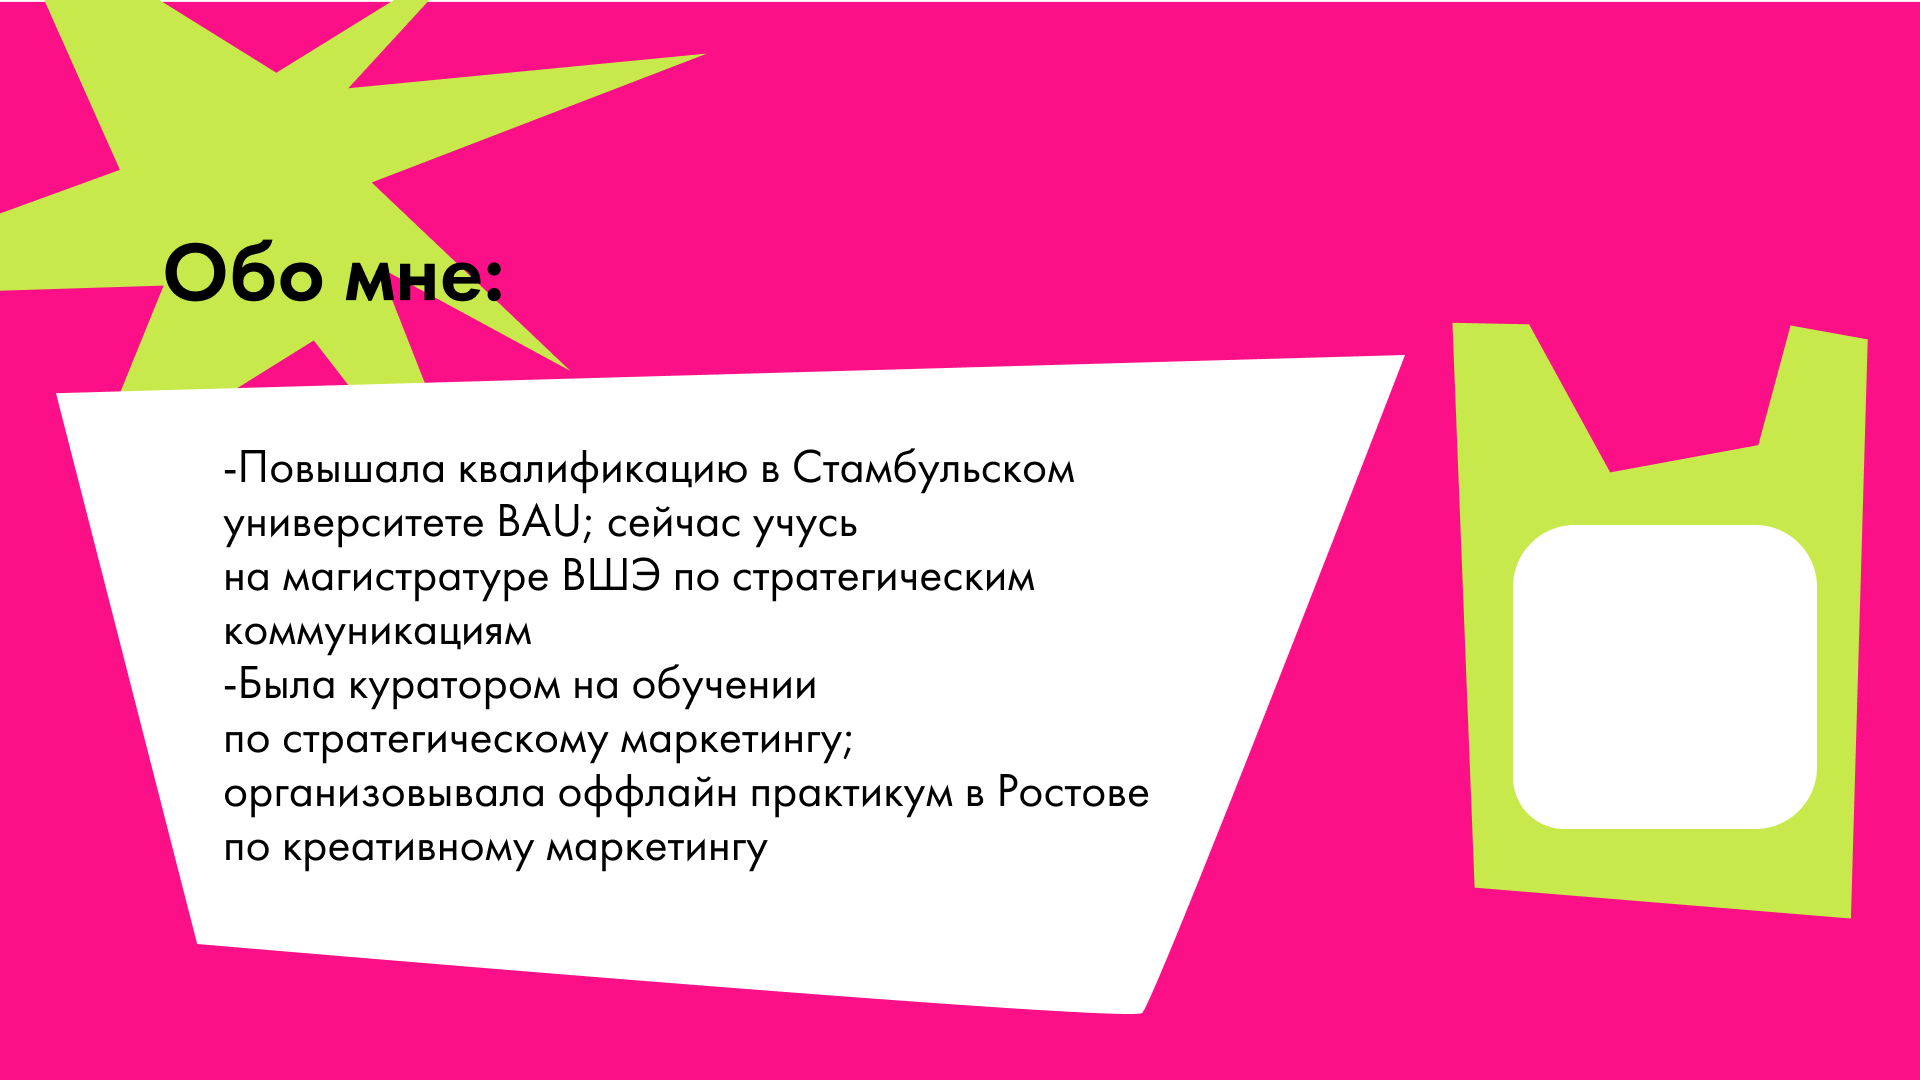 Обо мне:
-Повышала квалификацию в Стамбульском
университете BAU; сейчас учусь
на магистратуре ВШЭ по стратегическим
коммуникациям
-Была куратором на обучении
по стратегическому маркетингу;
организовывала оффлайн практикум в Ростове
по креативному маркетингу